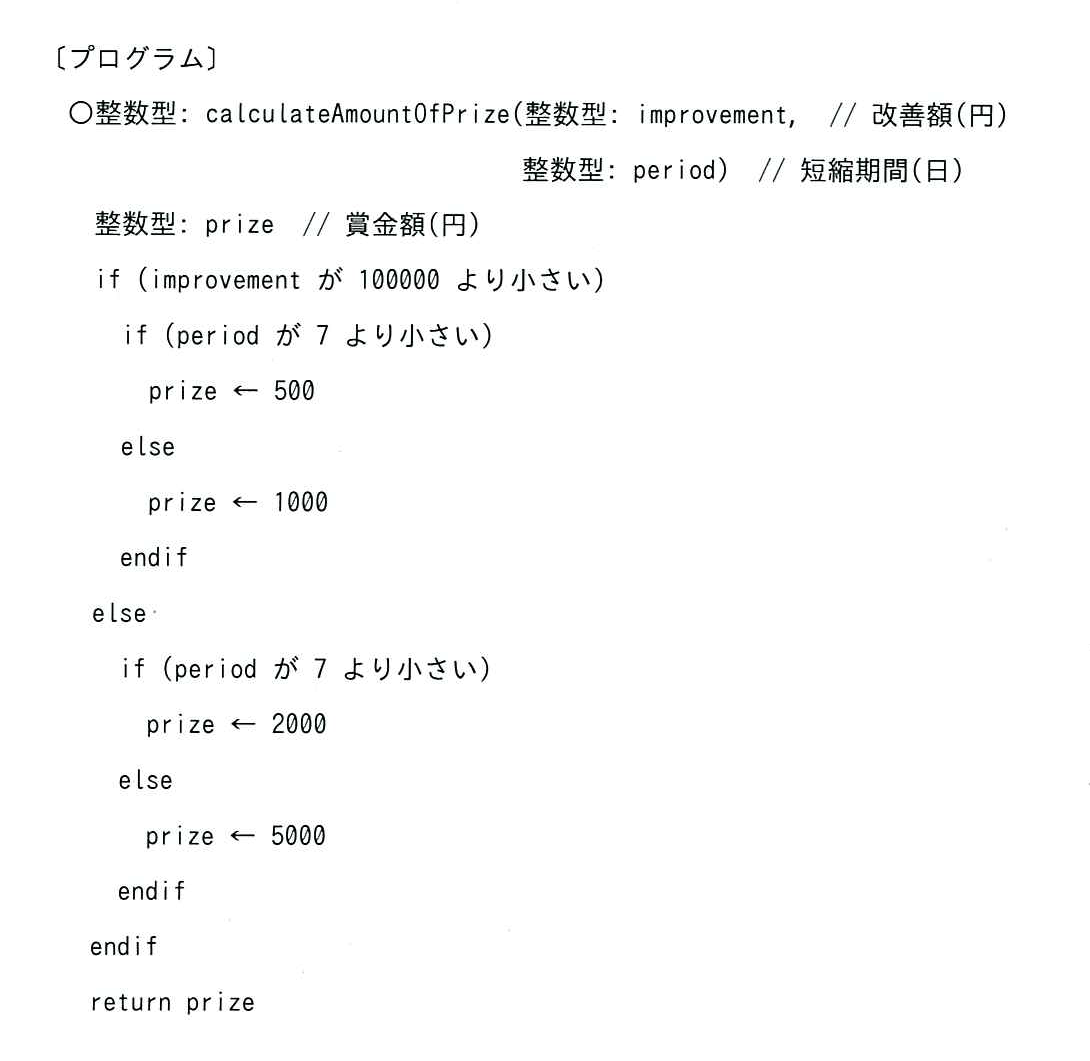 〔プログラム〕
○整数型: calculateAmountOfPrize(整数型: improvement, // 改善額(円)
整数型: period) // 短縮期間(日)
整数型: prize // 賞金額(円)
if (improvement が 100000 より小さい)
if (period が 7 より小さい)
prize ← 500
else
prize ← 1000
endif
else
if (period が 7 より小さい)
prize ← 2000
else
prize ← 5000
endif
endif
return prize